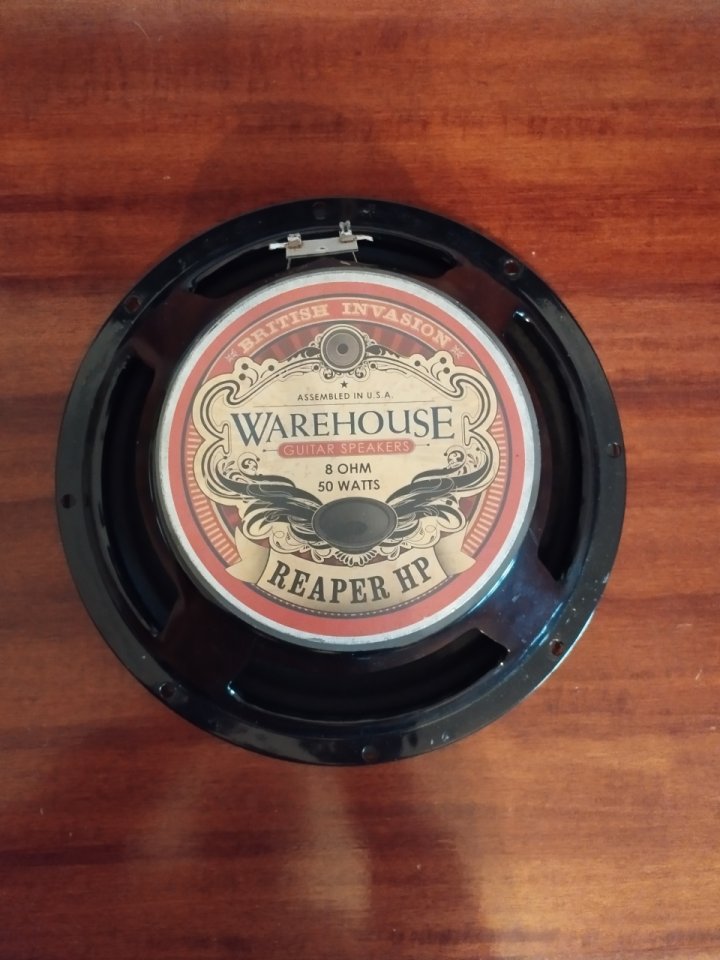 BRITISH INVASION
ASSEMBLED IN U.S.A.
WAREHOUSE
GUITAR SPEAKERS
8 OHM
50 WATTS
REAPER HP